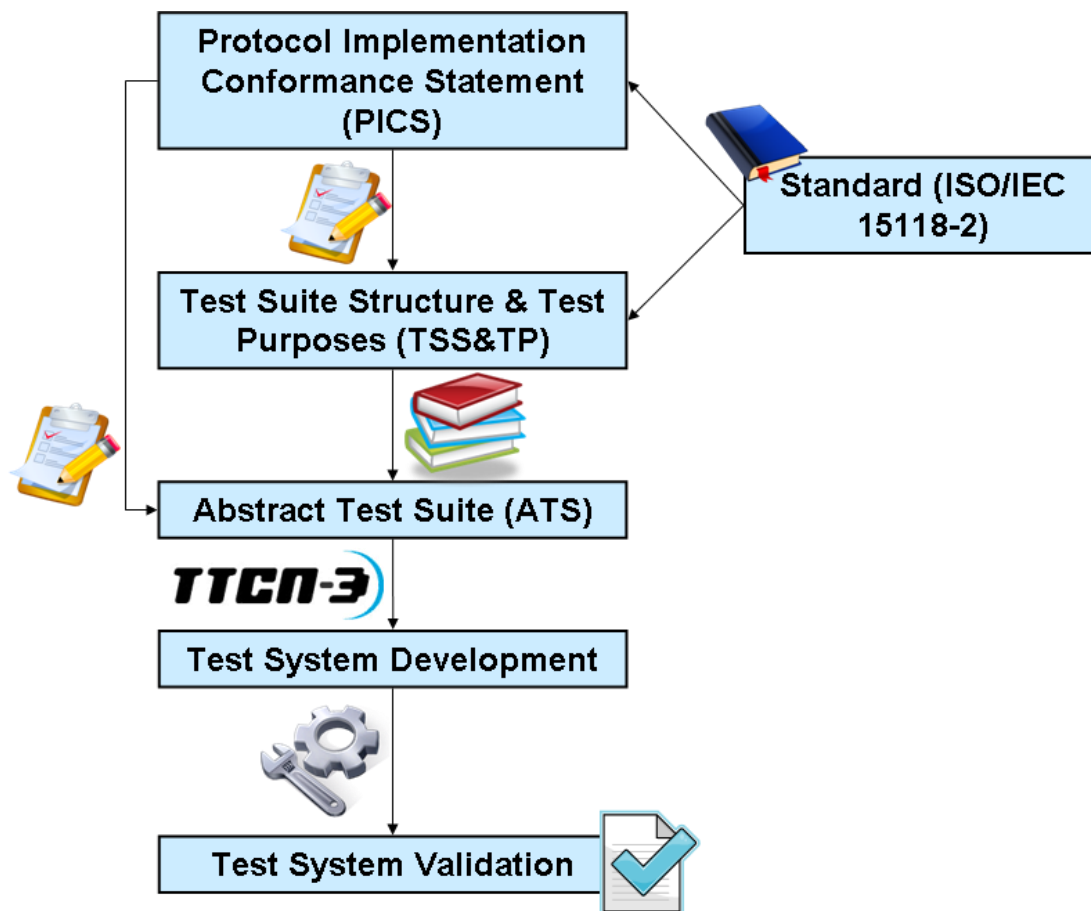 Protocol Implementation
Conformance Statement
(PICS)
Standard (ISO/IEC
15118-2)
Test Suite Structure & Test
Purposes (TSS&TP)
Abstract Test Suite (ATS)
TTCN-3
Test System Development
Test System Validation